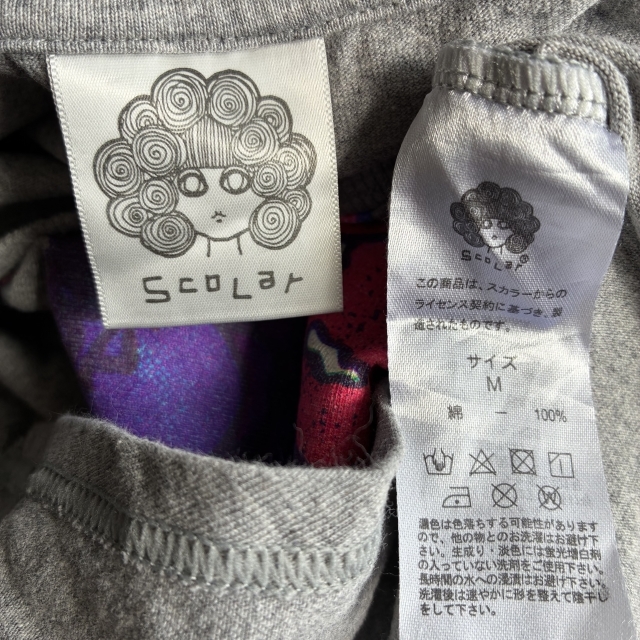 Scolar
Scolar
この商品は、スカラーからの
ライセンス契約に基づき、製
造されたものです。
サイズ
M
綿 ー 100%
濃色は色落ちする可能性があります
ので、他の物とのお洗濯はお避け下
さい。生成り・淡色には蛍光増白剤
の入っていない洗剤をご使用下さい。
長時間の水への浸漬はお避け下さい。
洗濯後は速やかに形を整えて陰干し
をして下さい。